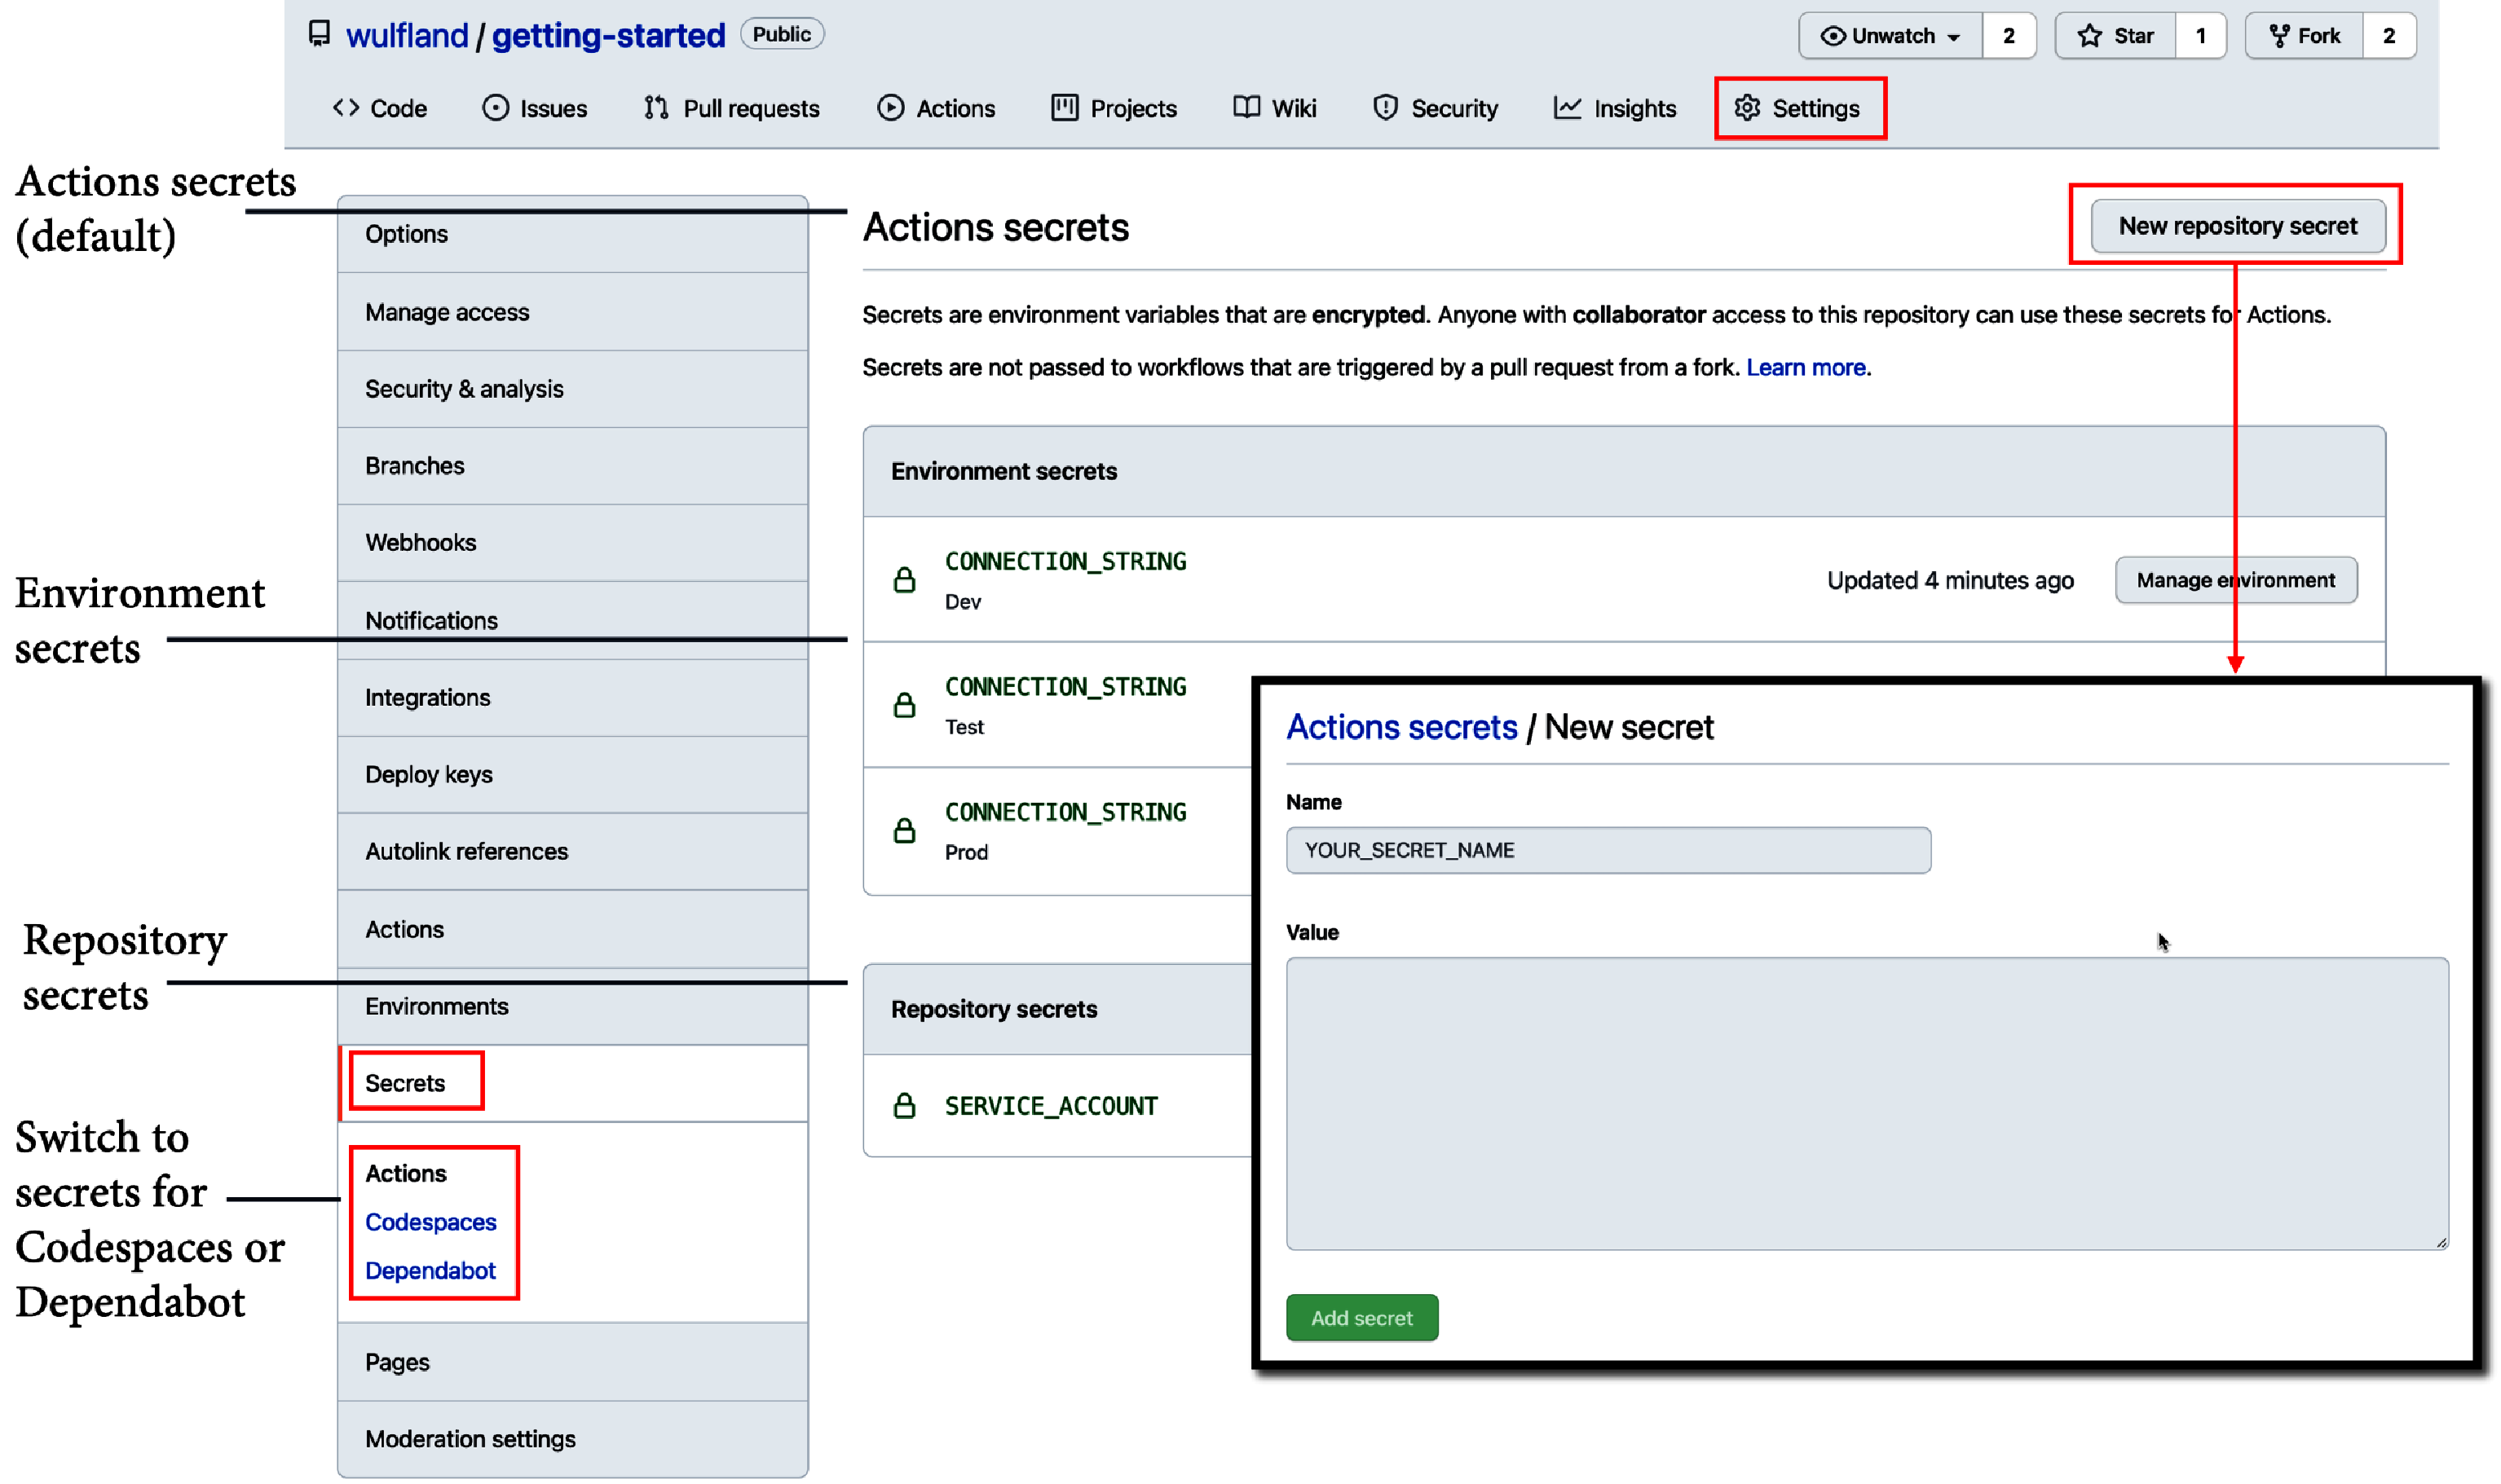 wulfland / getting-started Public
Unwatch 2 Star 1 Fork 2
Code Issues Pull requests Actions Projects Wiki Security Insights Settings
Actions secrets
(default)
Environment
secrets
Repository
secrets
Switch to
secrets for
Codespaces or
Dependabot
Options
Manage access
Security & analysis
Branches
Webhooks
Notifications
Integrations
Deploy keys
Autolink references
Actions
Environments
Secrets
Actions
Codespaces
Dependabot
Pages
Moderation settings
Actions secrets
New repository secret
Secrets are environment variables that are encrypted. Anyone with collaborator access to this repository can use these secrets for Actions.
Secrets are not passed to workflows that are triggered by a pull request from a fork. Learn more.
Environment secrets
CONNECTION_STRING
Dev
Updated 4 minutes ago
Manage environment
CONNECTION_STRING
Test
CONNECTION_STRING
Prod
Repository secrets
SERVICE_ACCOUNT
Actions secrets / New secret
Name
YOUR_SECRET_NAME
Value
Add secret